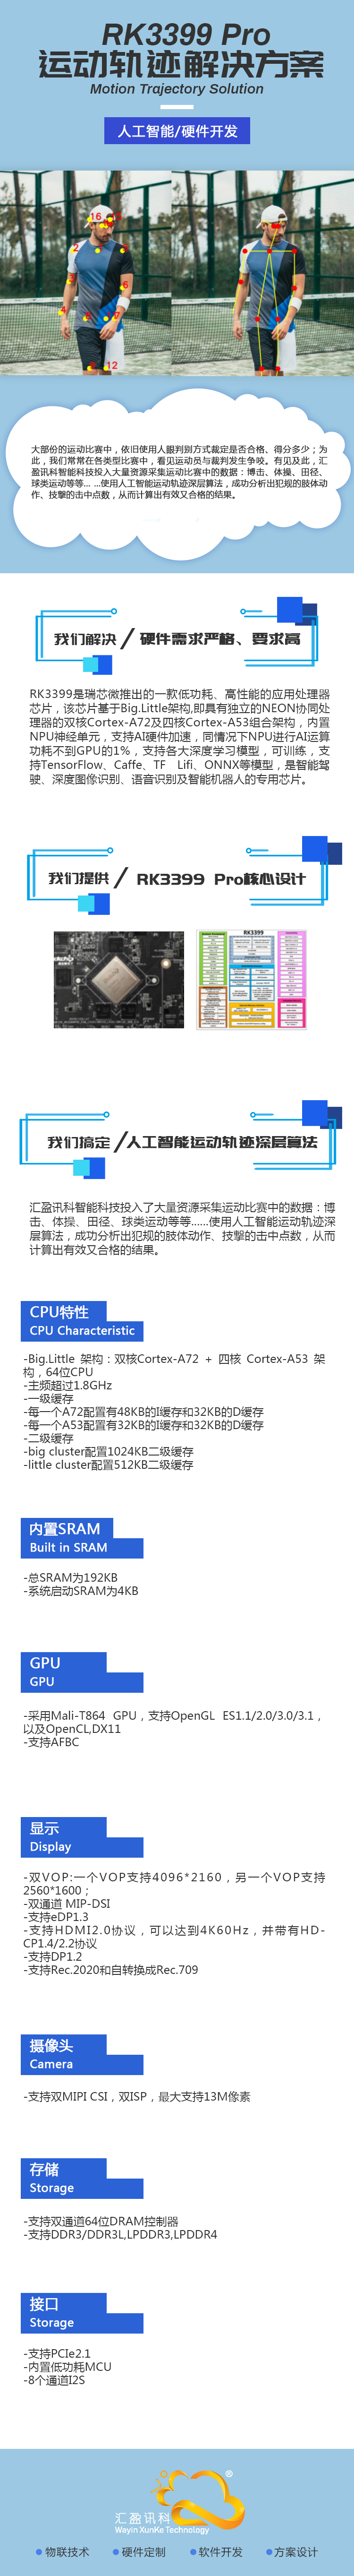 RK3399 Pro
运动轨迹解决方案
Motion Trajectory Solution
人工智能/硬件开发
16
2
5
6
4
8
7
12
大部份的运动比赛中，依旧使用人眼判别方式裁定是否合格、得分多少；为
此，我们常常在各类型比赛中，看见运动员与裁判发生争吵。有见及此，汇
盈讯科智能科技投入大量资源采集运动比赛中的数据：博击、体操、田径、
球类运动等等... ...使用人工智能运动轨迹深层算法，成功分析出犯规的肢体动
作、技撃的击中点数，从而计算出有效又合格的结果。
我们解决 / 硬件需求严格、要求高
RK3399是瑞芯微推出的一款低功耗、高性能的应用处理器
芯片，该芯片基于Big.Little架构,即具有独立的NEON协同处
理器的双核Cortex-A72及四核Cortex-A53组合架构，内置
NPU神经单元，支持AI硬件加速，同情况下NPU进行AI运算
功耗不到GPU的1%，支持各大深度学习模型，可训练，支
持TensorFlow、Caffe、TF Lifi、ONNX等模型，是智能驾
驶、深度图像识别、语音识别及智能机器人的专用芯片。
我们提供 / RK3399 Pro核心设计
RK3399
我们搞定 / 人工智能运动轨迹深层算法
汇盈讯科智能科技投入了大量资源采集运动比赛中的数据：博
击、体操、田径、球类运动等等......使用人工智能运动轨迹深
层算法，成功分析出犯规的肢体动作、技撃的击中点数，从而
计算出有效又合格的结果。
CPU特性
CPU Characteristic
-Big.Little 架构：双核Cortex-A72 + 四核 Cortex-A53 架
构，64位CPU
-主频超过1.8GHz
-一级缓存
-每一个A72配置有48KB的I缓存和32KB的D缓存
-每一个A53配置有32KB的I缓存和32KB的D缓存
-二级缓存
-big cluster配置1024KB二级缓存
-little cluster配置512KB二级缓存
内置SRAM
Built in SRAM
-总SRAM为192KB
-系统启动SRAM为4KB
GPU
GPU
-采用Mali-T864 GPU，支持OpenGL ES1.1/2.0/3.0/3.1，
以及OpenCL,DX11
-支持AFBC
显示
Display
-双VOP:一个VOP支持4096*2160，另一个VOP支持
2560*1600；
-双通道 MIP-DSI
-支持eDP1.3
-支持HDMI2.0协议，可以达到4K60Hz，并带有HD-
CP1.4/2.2协议
-支持DP1.2
-支持Rec.2020和自转换成Rec.709
摄像头
Camera
-支持双MIPI CSI，双ISP，最大支持13M像素
存储
Storage
-支持双通道64位DRAM控制器
-支持DDR3/DDR3L,LPDDR3,LPDDR4
接口
Storage
-支持PCIe2.1
-内置低功耗MCU
-8个通道I2S
®
汇盈讯科
Wayin XunKe Technology
物联技术
硬件定制
软件开发
方案设计